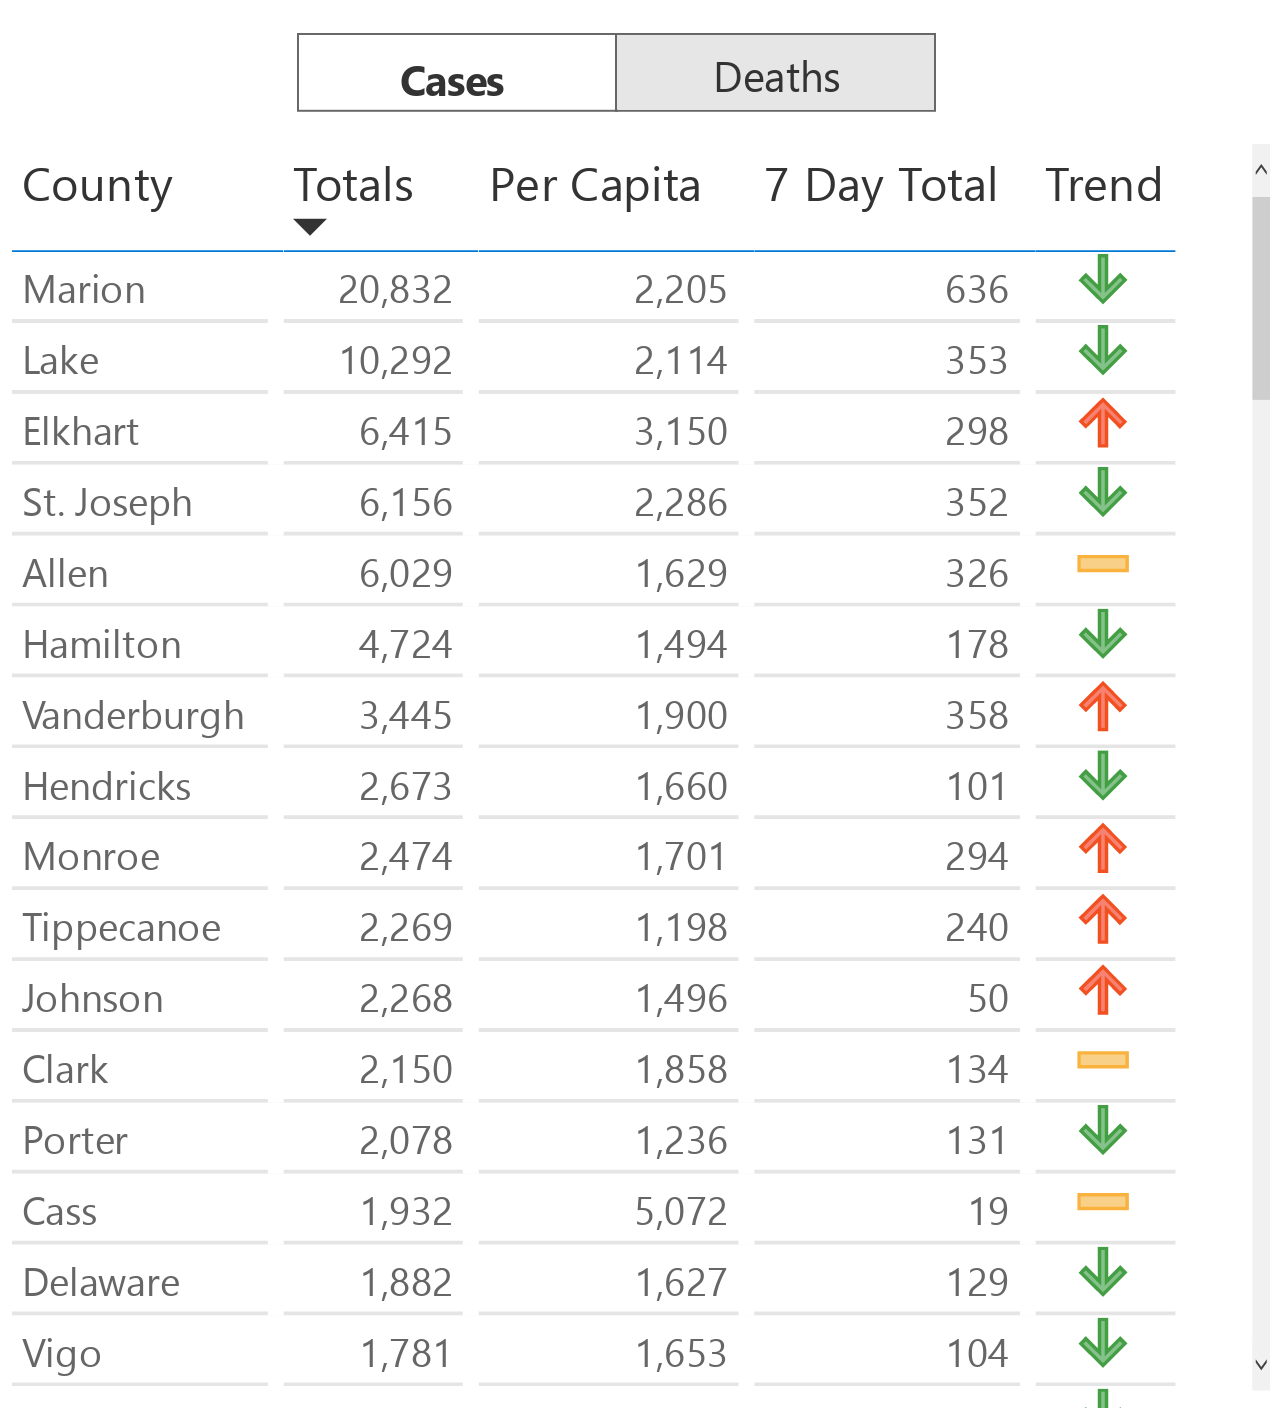 Cases Deaths
County Totals Per Capita 7 Day Total Trend
Marion 20,832 2,205 636
Lake 10,292 2,114 353
Elkhart 6,415 3,150 298
St. Joseph 6,156 2,286 352
Allen 6,029 1,629 326
Hamilton 4,724 1,494 178
Vanderburgh 3,445 1,900 358
Hendricks 2,673 1,660 101
Monroe 2,474 1,701 294
Tippecanoe 2,269 1,198 240
Johnson 2,268 1,496 50
Clark 2,150 1,858 134
Porter 2,078 1,236 131
Cass 1,932 5,072 19
Delaware 1,882 1,627 129
Vigo 1,781 1,653 104